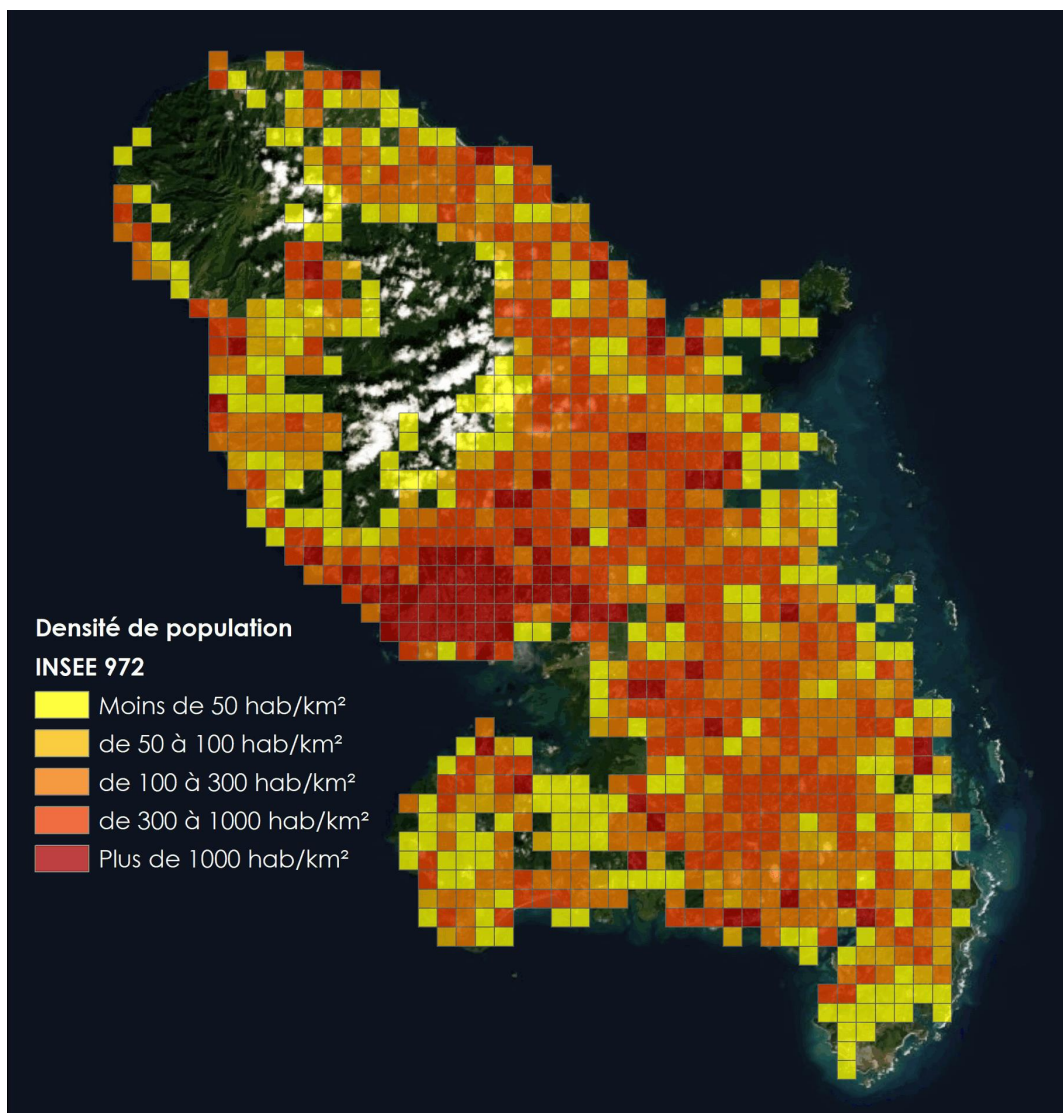 Densité de population
INSEE 972
Moins de 50 hab/km²
de 50 à 100 hab/km²
de 100 à 300 hab/km²
de 300 à 1000 hab/km²
Plus de 1000 hab/km²